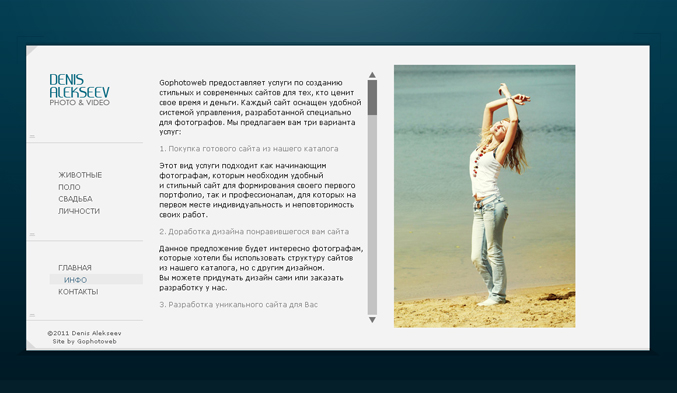 DENIS
ALEKSEEV
PHOTO & VIDEO
ЖИВОТНЫЕ
ПОЛО
СВАДЬБА
ЛИЧНОСТИ
ГЛАВНАЯ
ИНФО
КОНТАКТЫ
©2011 Denis Alekseev
Site by Gophotoweb
Gophotoweb предоставляет услуги по созданию
стильных и современных сайтов для тех, кто ценит
свое время и деньги. Каждый сайт оснащен удобной
системой управления, разработанной специально
для фотографов. Мы предлагаем вам три варианта
услуг:
1. Покупка готового сайта из нашего каталога
Этот вид услуги подходит как начинающим
фотографам, которым необходим удобный
и стильный сайт для формирования своего первого
портфолио, так и профессионалам, для которых на
первом месте индивидуальность и неповторимость
своих работ.
2. Доработка дизайна понравившегося вам сайта
Данное предложение будет интересно фотографам,
которые хотели бы использовать структуру сайтов
из нашего каталога, но с другим дизайном.
Вы можете придумать дизайн сами или заказать
разработку у нас.
3. Разработка уникального сайта для Вас